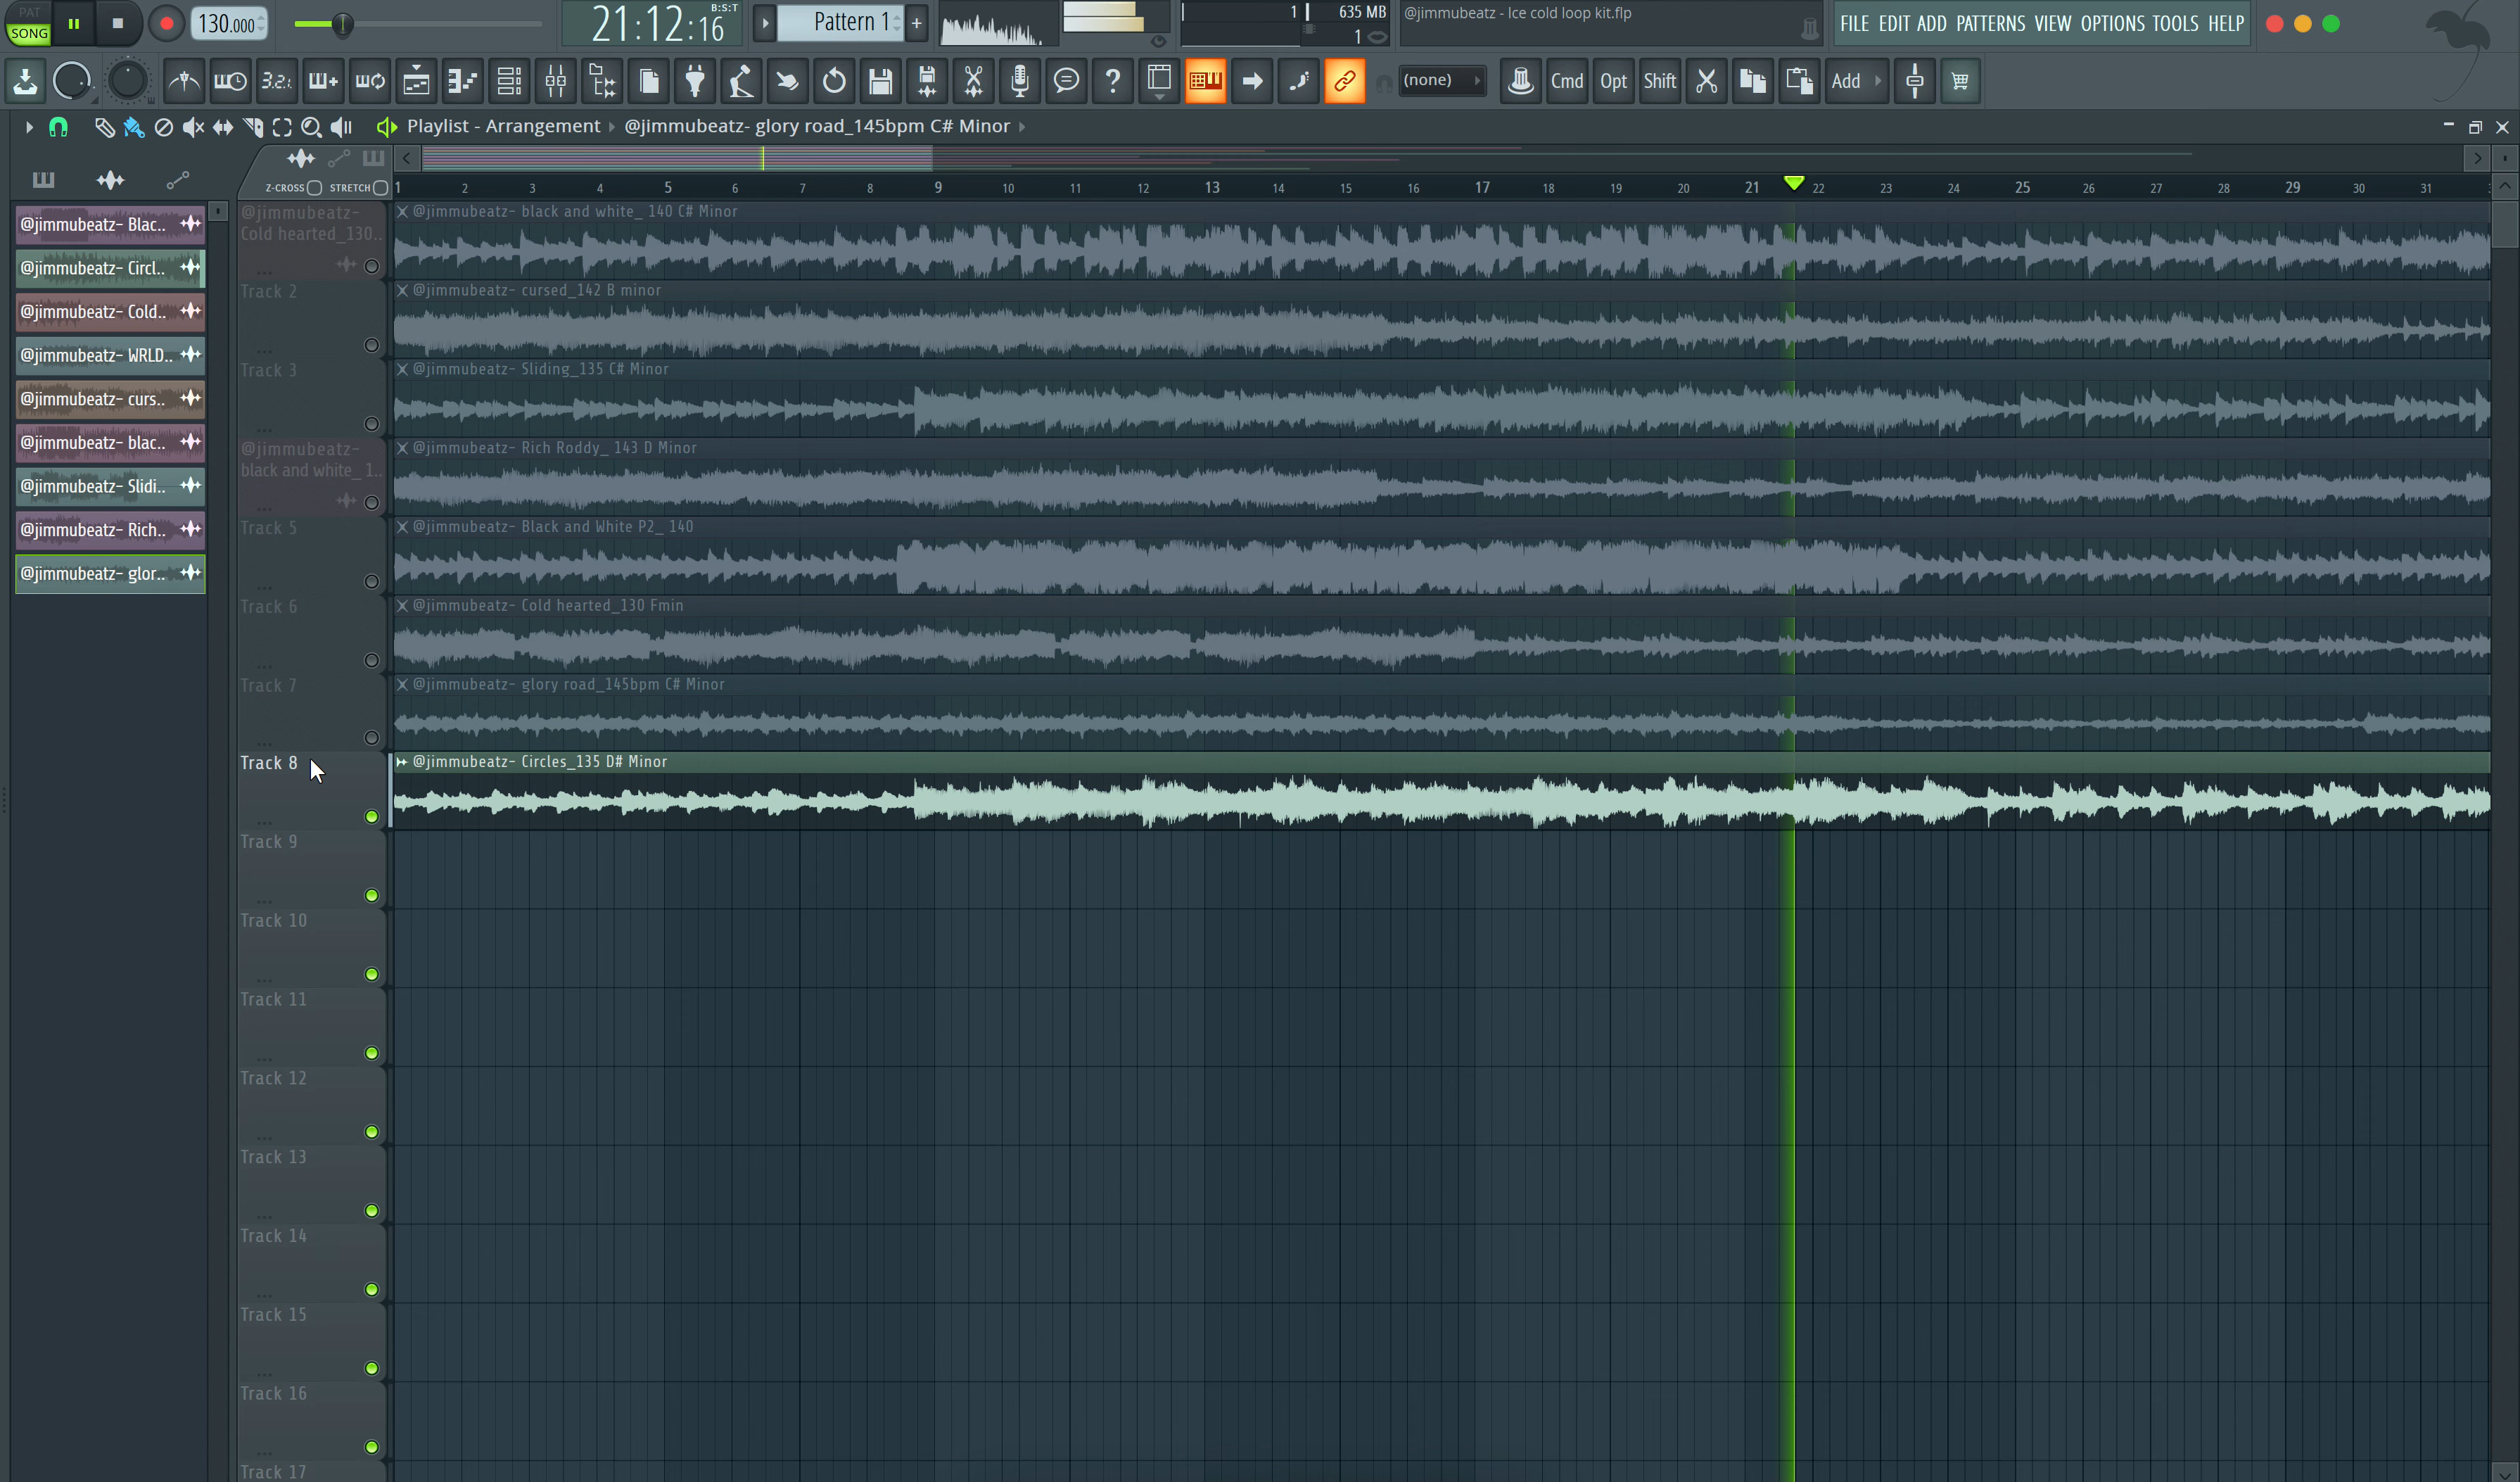 PAT
SONG
130.000
21:12:16
B:S:T
Pattern 1
+
1
635 MB
1
@jimmubeatz - Ice cold loop kit.flp
FILE EDIT ADD PATTERNS VIEW OPTIONS TOOLS HELP
3.2.
?
(none)
Cmd
Opt
Shift
Add
Playlist - Arrangement
@jimmubeatz- glory road_145bpm C# Minor
Z-CROSS
STRETCH
1 2 3 4 5 6 7 8 9 10 11 12 13 14 15 16 17 18 19 20 21 22 23 24 25 26 27 28 29 30 31
@jimmubeatz- Blac..
@jimmubeatz- Circl..
@jimmubeatz- Cold..
@jimmubeatz- WRLD..
@jimmubeatz- curs..
@jimmubeatz- blac..
@jimmubeatz- Slidi..
@jimmubeatz- Rich..
@jimmubeatz- glor..
@jimmubeatz-
Cold hearted_130..
@jimmubeatz- black and white_ 140 C# Minor
Track 2
@jimmubeatz- cursed_142 B minor
Track 3
@jimmubeatz- Sliding_135 C# Minor
@jimmubeatz-
black and white_ 1..
@jimmubeatz- Rich Roddy_ 143 D Minor
Track 5
@jimmubeatz- Black and White P2_ 140
Track 6
@jimmubeatz- Cold hearted_130 Fmin
Track 7
@jimmubeatz- glory road_145bpm C# Minor
Track 8
@jimmubeatz- Circles_135 D# Minor
Track 9
Track 10
Track 11
Track 12
Track 13
Track 14
Track 15
Track 16
Track 17